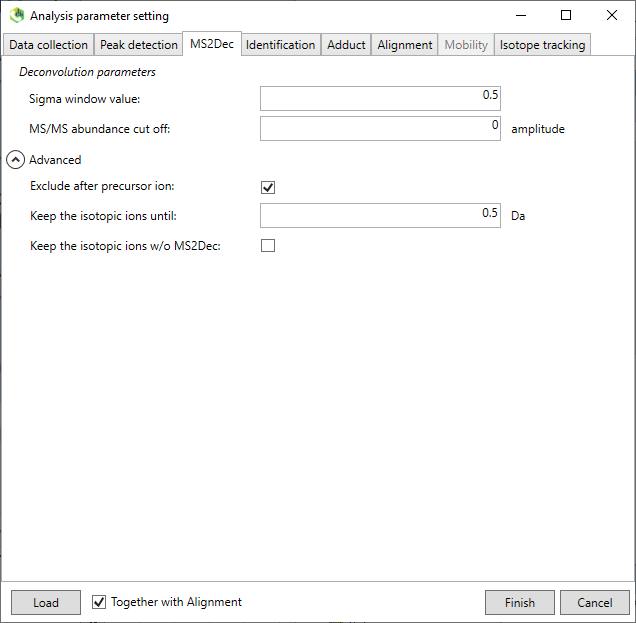 Analysis parameter setting
Data collection Peak detection MS2Dec Identification Adduct Alignment Mobility Isotope tracking
Deconvolution parameters
Sigma window value: 0.5
MS/MS abundance cut off: 0 amplitude
Advanced
Exclude after precursor ion:
Keep the isotopic ions until: 0.5 Da
Keep the isotopic ions w/o MS2Dec:
Load Together with Alignment Finish Cancel